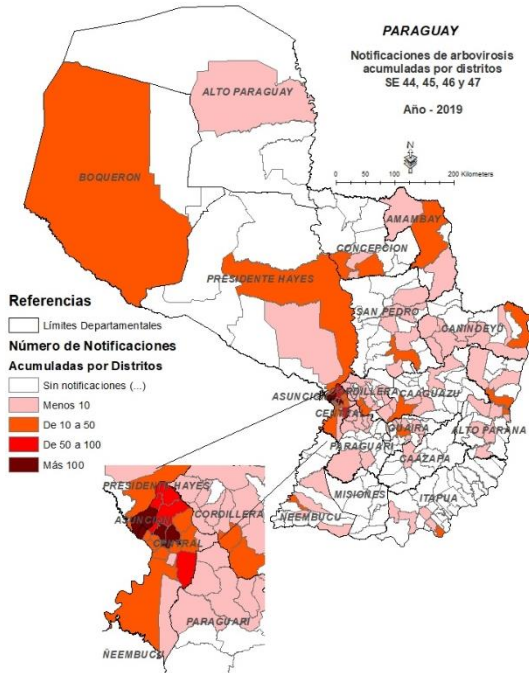 PARAGUAY
Notificaciones de arbovirosis
acumuladas por distritos
SE 44, 45, 46 y 47
Año - 2019
N
0 50 100 200 Kilometers
ALTO PARAGUAY
BOQUERON
AMAMBAY
CONCEPCION
PRESIDENTE HAYES
SAN PEDRO
CANINDEYÚ
CORDILLERA
ASUNCION
CAAGUAZU
CENTRAL
GUAIRA
ALTO PARANA
PARAGUARI
CAAZAPA
MISIONES
ITAPUA
ÑEEMBUCU
Referencias
Límites Departamentales
Número de Notificaciones
Acumuladas por Distritos
Sin notificaciones (...)
Menos 10
De 10 a 50
De 50 a 100
Más 100
PRESIDENTE HAYES
CORDILLERA
ASUNCION
CENTRAL
PARAGUARI
ÑEEMBUCU